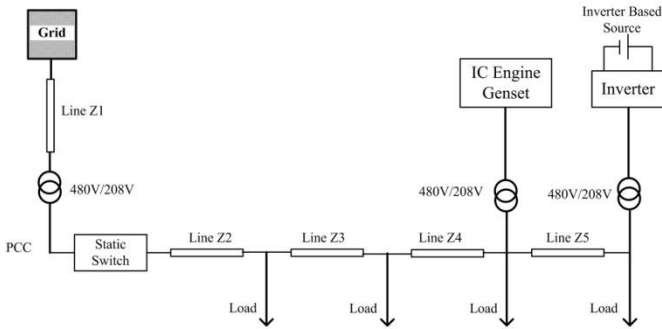 Inverter Based
Source
Grid
IC Engine
Genset
Inverter
Line Z1
480V/208V
480V/208V
480V/208V
PCC
Static
Switch
Line Z2
Line Z3
Line Z4
Line Z5
Load
Load
Load
Load